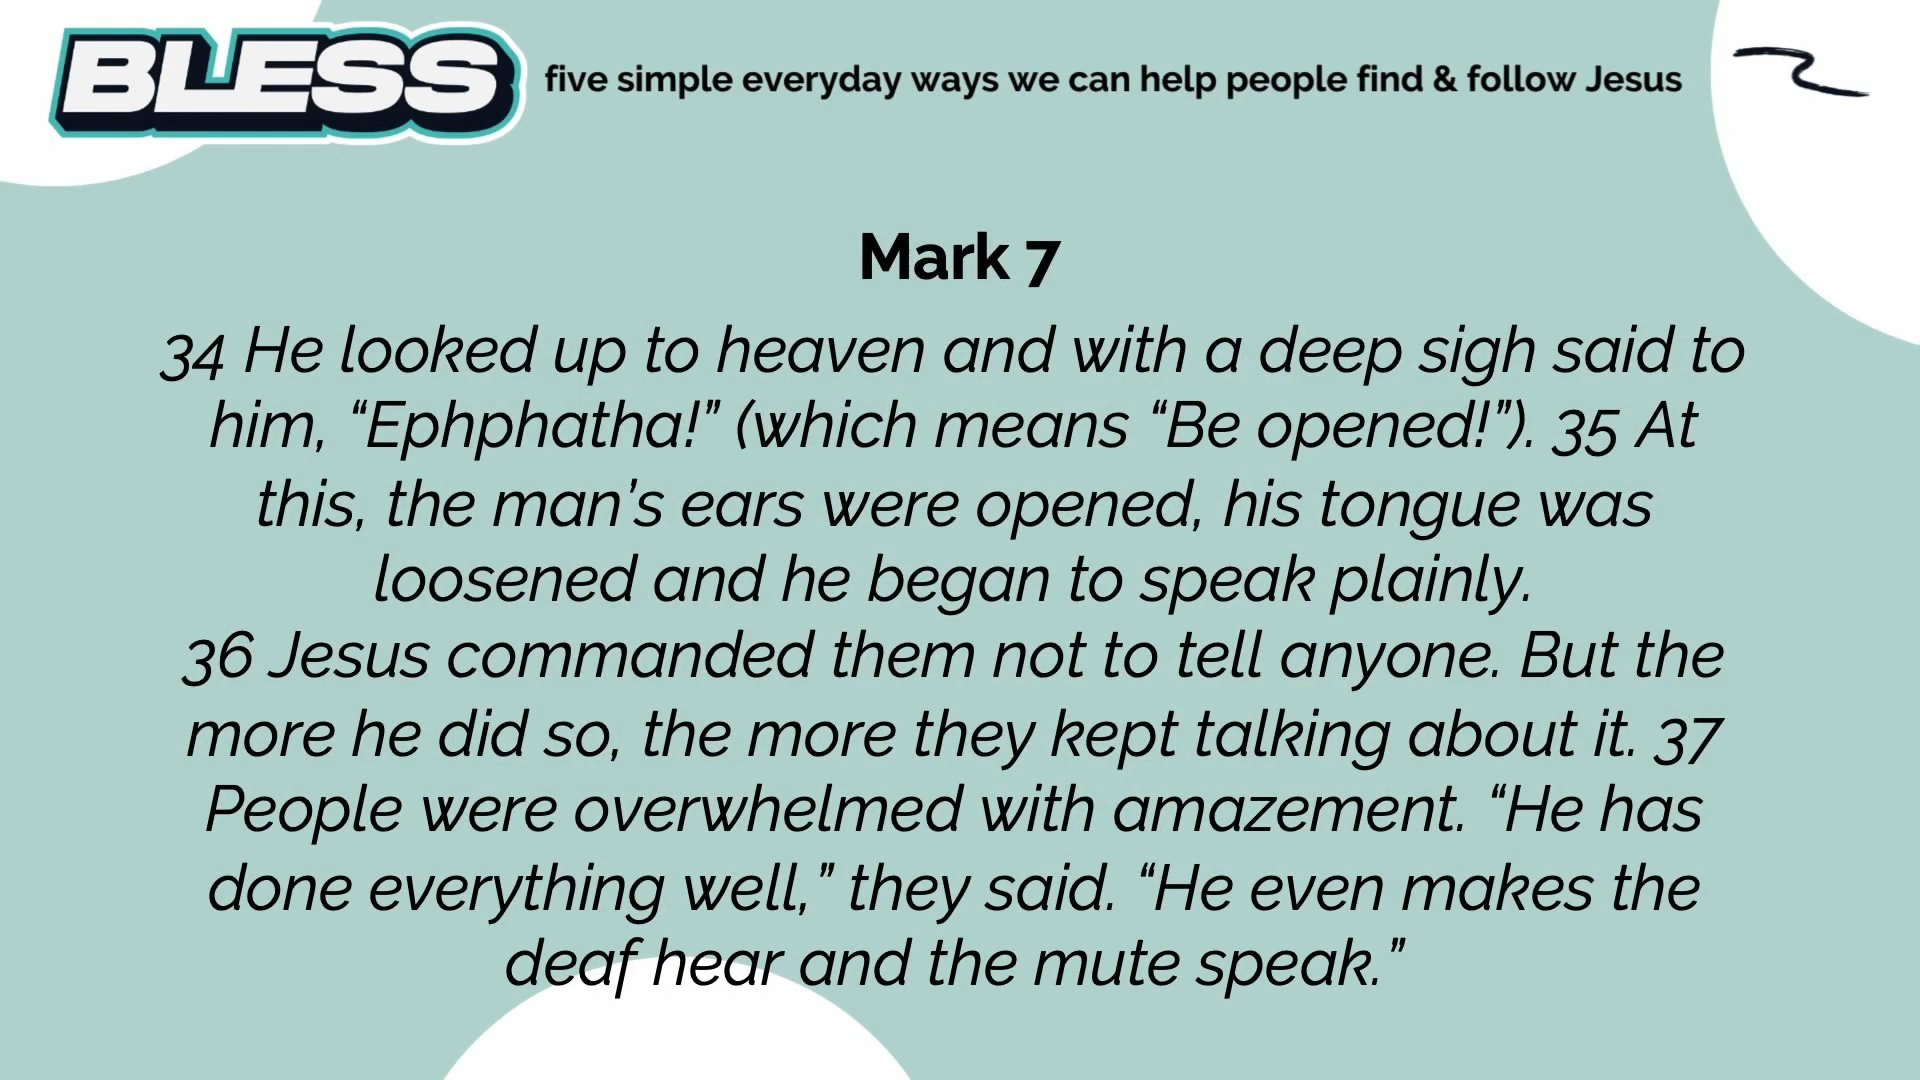 BLESS
five simple everyday ways we can help people find & follow Jesus
Mark 7
34 He looked up to heaven and with a deep sigh said to
him, “Ephphatha!” (which means “Be opened!”). 35 At
this, the man’s ears were opened, his tongue was
loosened and he began to speak plainly.
36 Jesus commanded them not to tell anyone. But the
more he did so, the more they kept talking about it. 37
People were overwhelmed with amazement. “He has
done everything well,” they said. “He even makes the
deaf hear and the mute speak.”